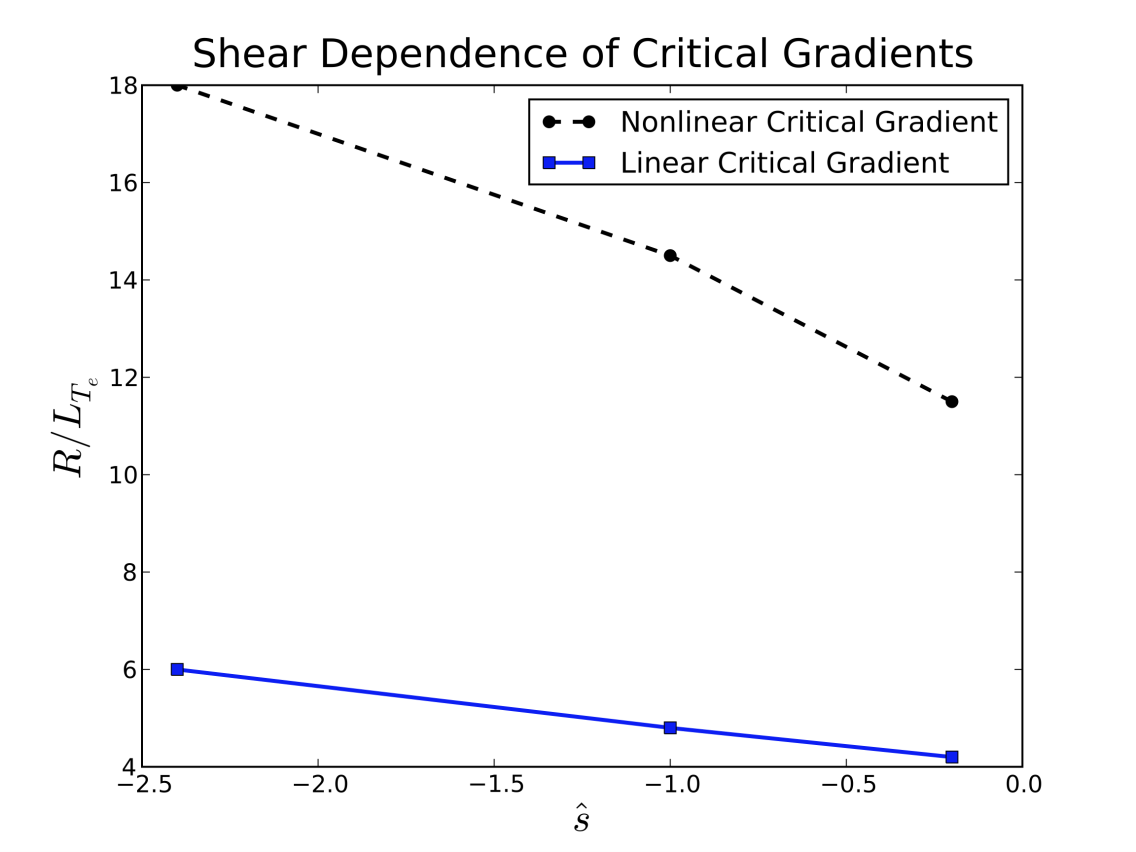 Shear Dependence of Critical Gradients
Nonlinear Critical Gradient
Linear Critical Gradient
18
16
14
12
10
8
6
4
R/L_{T_e}
−2.5
−2.0
−1.5
−1.0
−0.5
0.0
ŝ